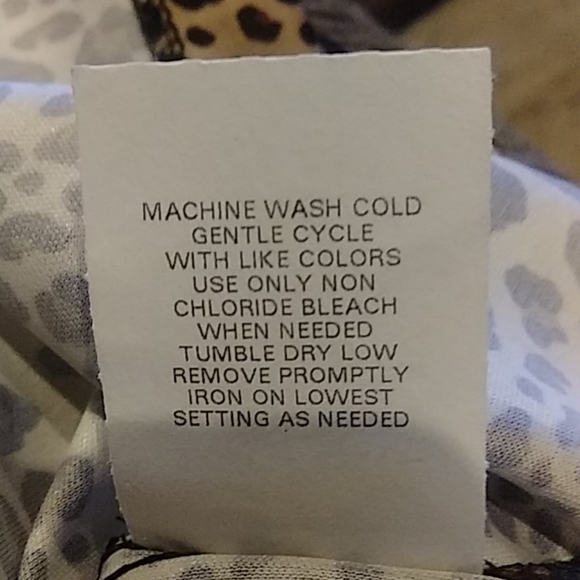 MACHINE WASH COLD
GENTLE CYCLE
WITH LIKE COLORS
USE ONLY NON
CHLORIDE BLEACH
WHEN NEEDED
TUMBLE DRY LOW
REMOVE PROMPTLY
IRON ON LOWEST
SETTING AS NEEDED